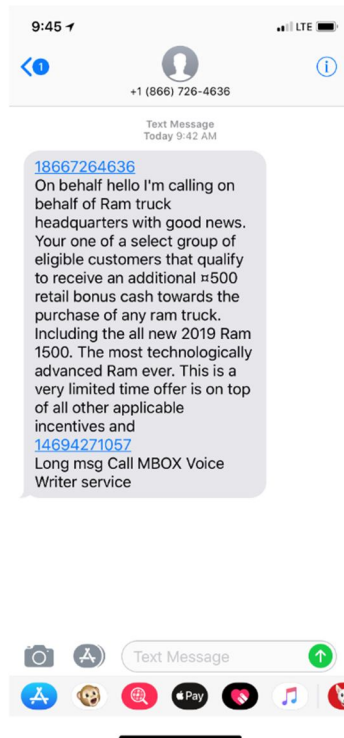 9:45
LTE
1
+1 (866) 726-4636
Text Message
Today 9:42 AM
18667264636
On behalf hello I'm calling on
behalf of Ram truck
headquarters with good news.
Your one of a select group of
eligible customers that qualify
to receive an additional ¤500
retail bonus cash towards the
purchase of any ram truck.
Including the all new 2019 Ram
1500. The most technologically
advanced Ram ever. This is a
very limited time offer is on top
of all other applicable
incentives and
14694271057
Long msg Call MBOX Voice
Writer service
Text Message
Pay